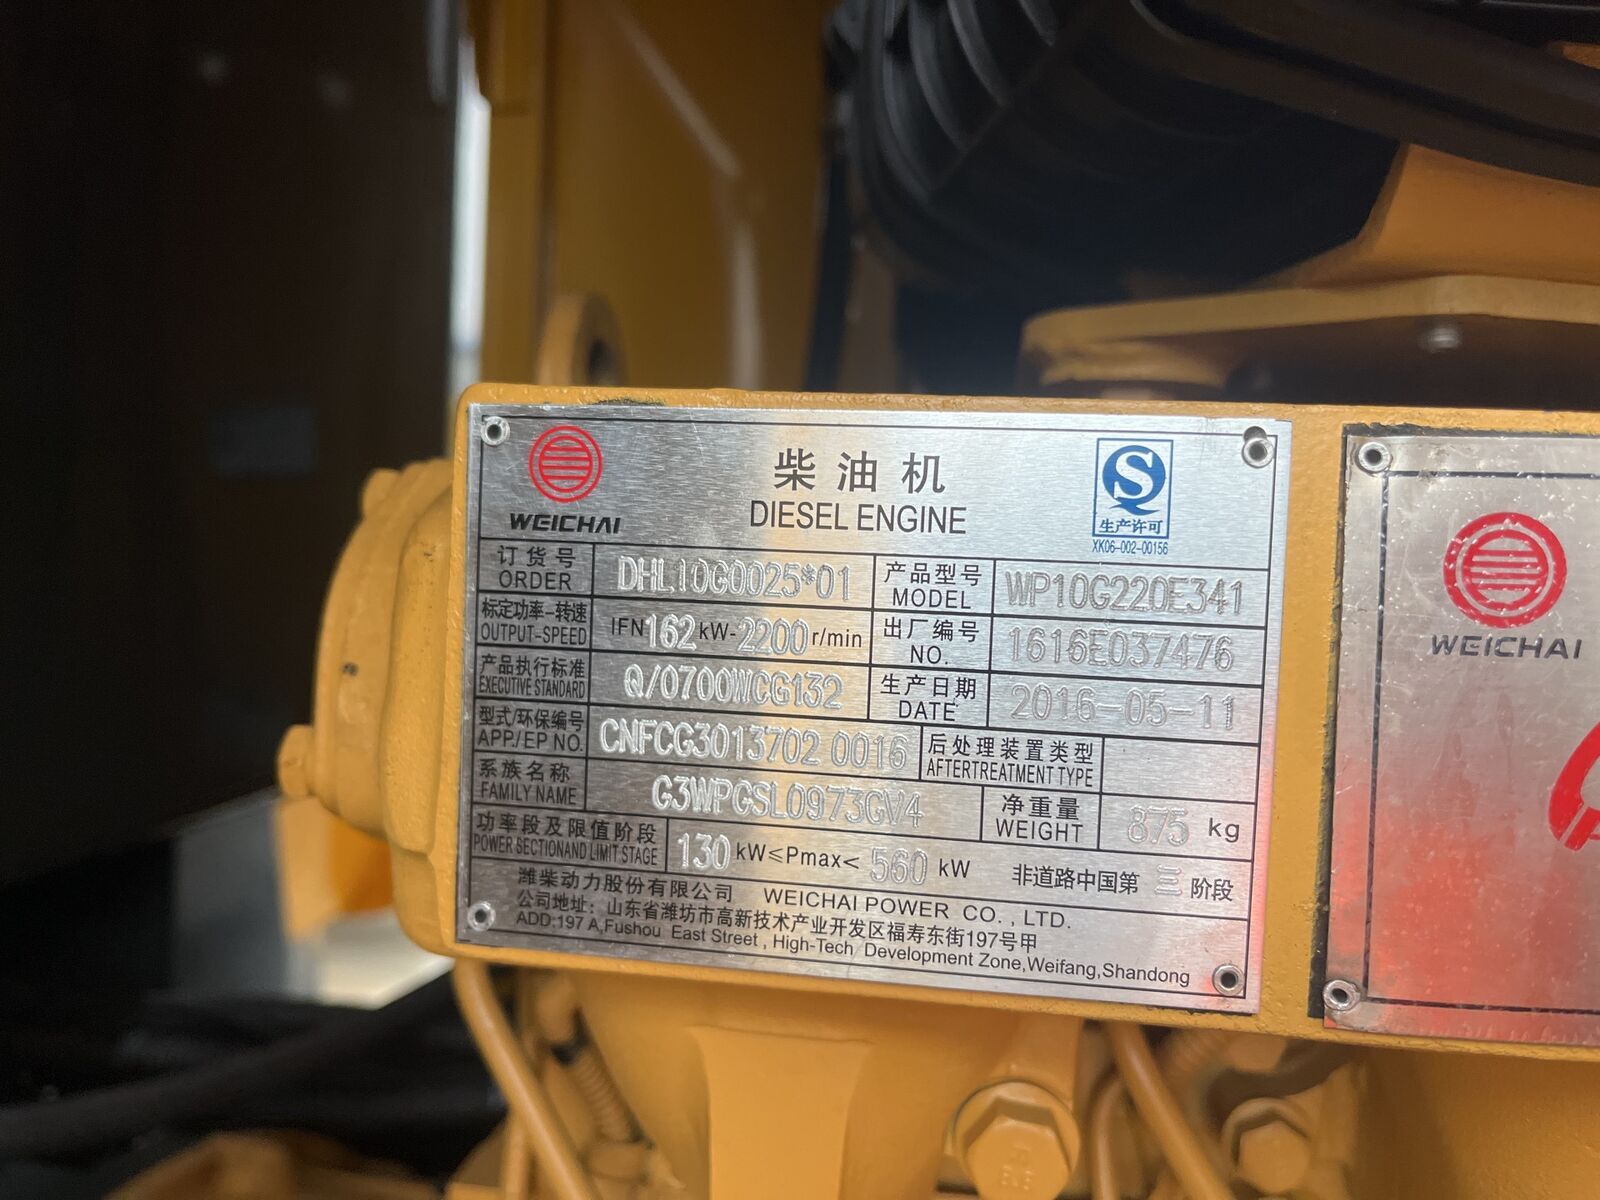 WEICHAI
柴油机
DIESEL ENGINE
S
生产许可
XK06-002-00156
订货号 DHL10G0025*01 产品型号 WP10G220E341
ORDER MODEL
标定功率-转速 IFN162kW-2200r/min 出厂编号 1616E037476
OUTPUT-SPEED NO.
产品执行标准 Q/0700WCG132 生产日期 2016-05-11
EXECUTIVE STANDARD DATE
型式/环保编号 CNFCG3013702 0016 后处理装置类型
APP./EP NO. AFTERTREATMENT TYPE
系族名称 G3WPGSL0973GV4 净重量 875 kg
FAMILY NAME WEIGHT
功率段及限值阶段 130 kW≤Pmax< 560 kW 非道路中国第 三 阶段
POWER SECTIONAND LIMIT STAGE
潍柴动力股份有限公司 WEICHAI POWER CO.,LTD.
公司地址:山东省潍坊市高新技术产业开发区福寿东街197号甲
ADD:197 A,Fushou East Street, High-Tech Development Zone,Weifang,Shandong
WEICHAI